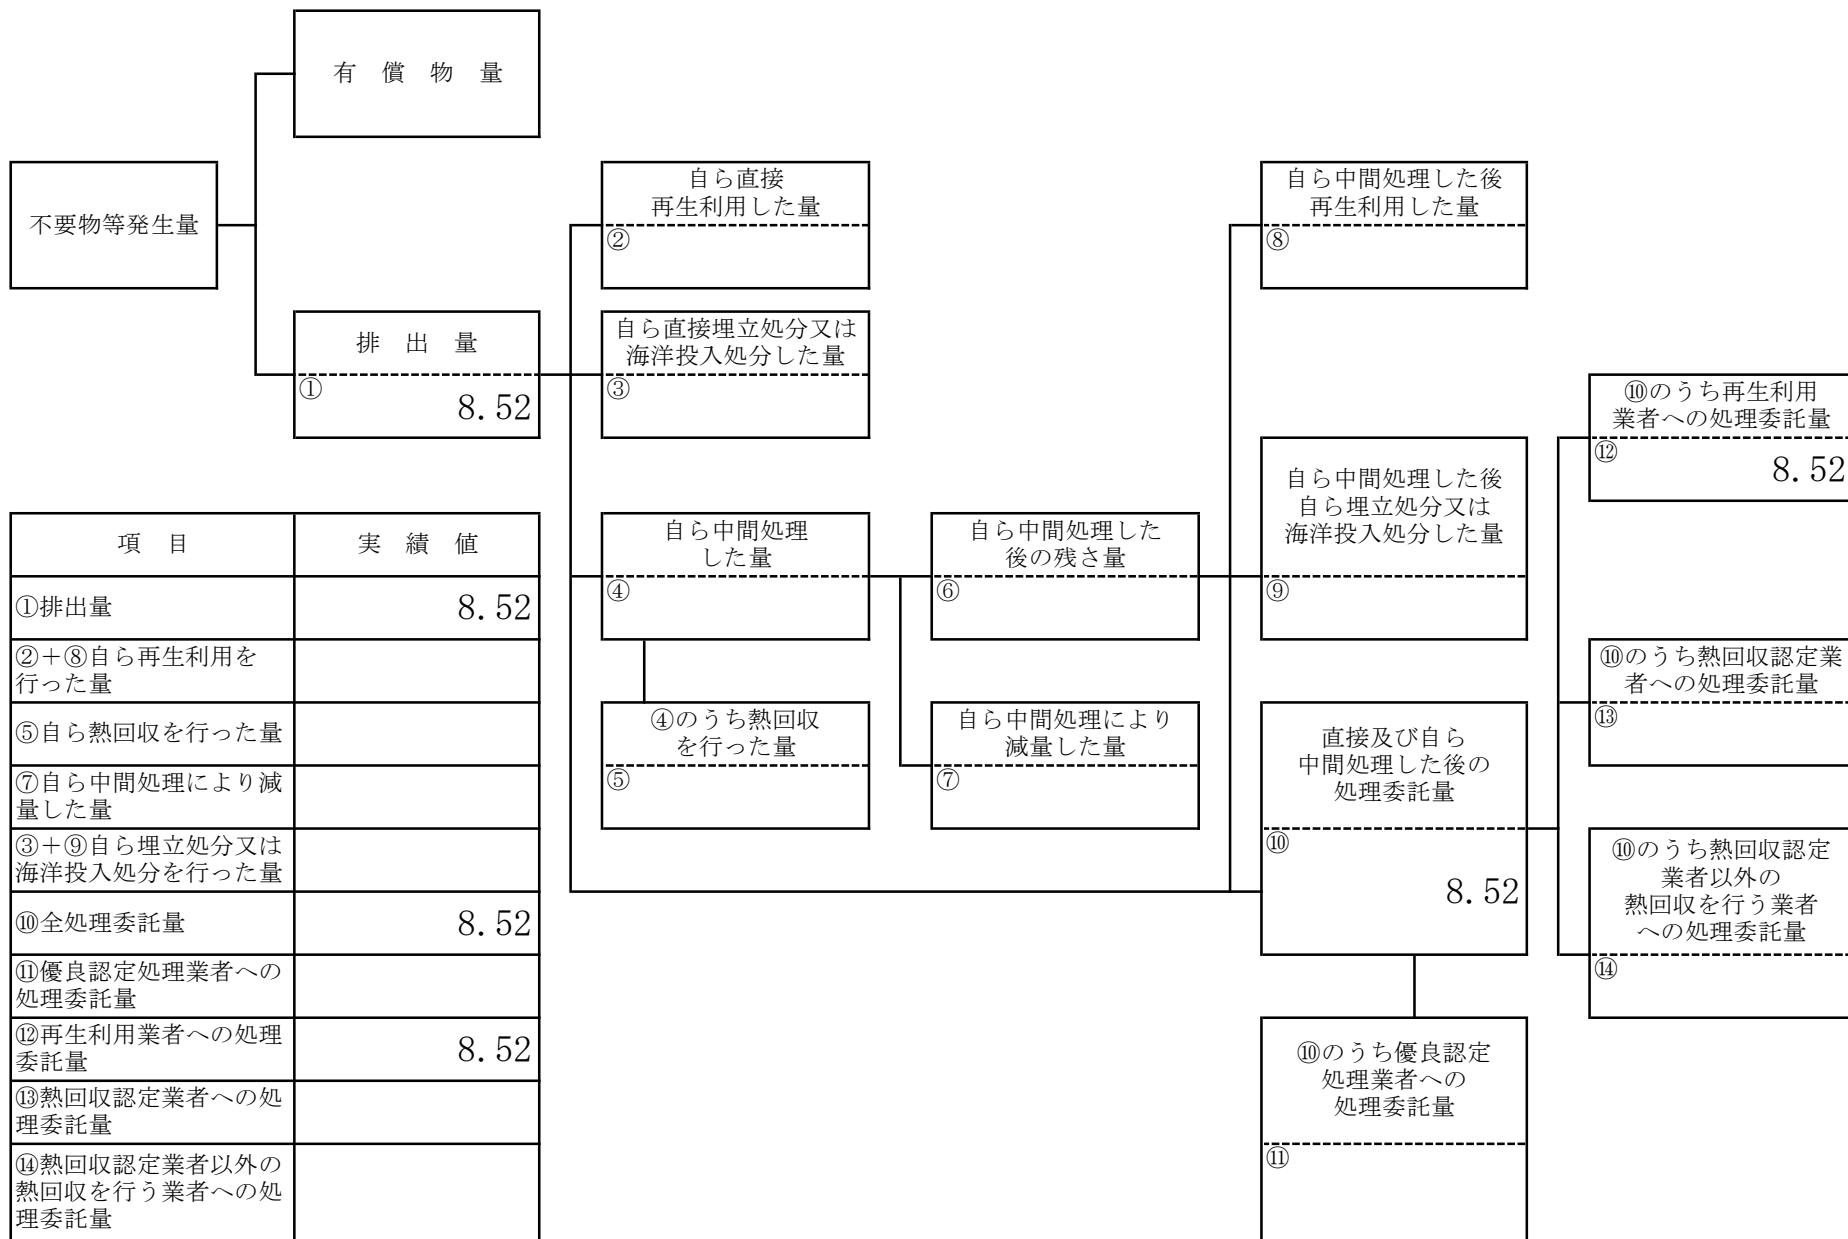 有 償 物 量
不要物等発生量
排 出 量
①
8.52
自ら直接
再生利用した量
②
自ら直接埋立処分又は
海洋投入処分した量
③
自ら中間処理
した量
④
④のうち熱回収
を行った量
⑤
自ら中間処理した
後の残さ量
⑥
自ら中間処理により
減量した量
⑦
自ら中間処理した後
再生利用した量
⑧
自ら中間処理した後
自ら埋立処分又は
海洋投入処分した量
⑨
直接及び自ら
中間処理した後の
処理委託量
⑩
8.52
⑩のうち優良認定
処理業者への
処理委託量
⑪
⑩のうち再生利用
業者への処理委託量
⑫
8.52
⑩のうち熱回収認定業
者への処理委託量
⑬
⑩のうち熱回収認定
業者以外の
熱回収を行う業者
への処理委託量
⑭
項 目
実 績 値
①排出量
8.52
②+⑧自ら再生利用を
行った量
⑤自ら熱回収を行った量
⑦自ら中間処理により減
量した量
③+⑨自ら埋立処分又は
海洋投入処分を行った量
⑩全処理委託量
8.52
⑪優良認定処理業者への
処理委託量
⑫再生利用業者への処理
委託量
8.52
⑬熱回収認定業者への処
理委託量
⑭熱回収認定業者以外の
熱回収を行う業者への処
理委託量